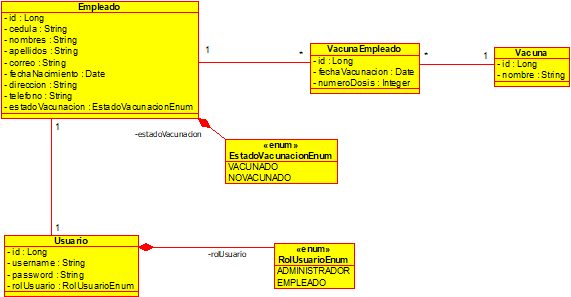 Empleado
- id : Long
- cedula : String
- nombres : String
- apellidos : String
- correo : String
- fechaNacimiento : Date
- direccion : String
- telefono : String
- estadoVacunacion : EstadoVacunacionEnum
1
*
VacunaEmpleado
- id : Long
- fechaVacunacion : Date
- numeroDosis : Integer
*
1
Vacuna
- id : Long
- nombre : String
1
-estadoVacunacion
«enum»
EstadoVacunacionEnum
VACUNADO
NOVACUNADO
1
Usuario
- id : Long
- username : String
- password : String
- rolUsuario : RolUsuarioEnum
-rolUsuario
«enum»
RolUsuarioEnum
ADMINISTRADOR
EMPLEADO